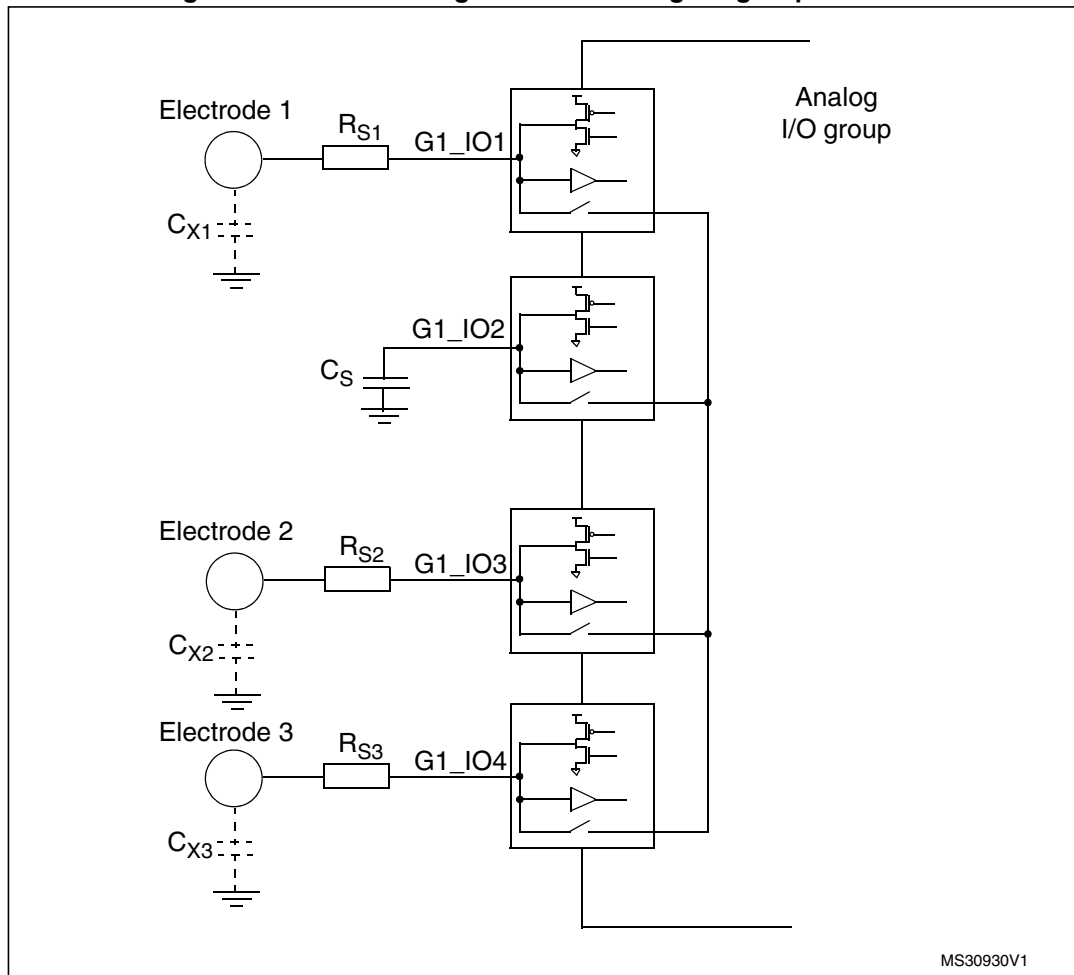 Electrode 1
R_S1
G1_IO1
Analog
I/O group
C_X1
G1_IO2
C_S
Electrode 2
R_S2
G1_IO3
C_X2
Electrode 3
R_S3
G1_IO4
C_X3
MS30930V1